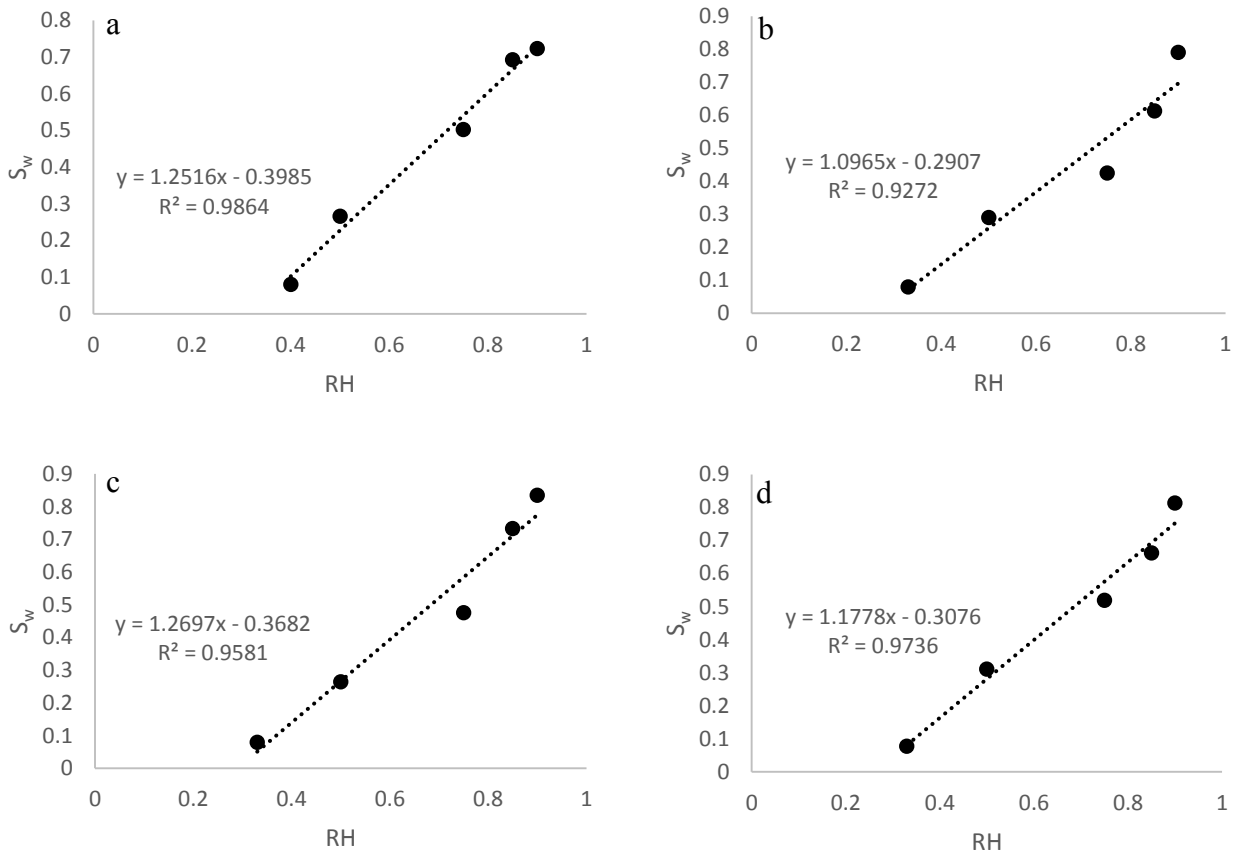 a
0.8
0.7
0.6
0.5
0.4
0.3
0.2
0.1
0
S_w
y = 1.2516x - 0.3985
R² = 0.9864
0 0.2 0.4 0.6 0.8 1
RH
b
0.9
0.8
0.7
0.6
0.5
0.4
0.3
0.2
0.1
0
S_w
y = 1.0965x - 0.2907
R² = 0.9272
0 0.2 0.4 0.6 0.8 1
RH
c
0.9
0.8
0.7
0.6
0.5
0.4
0.3
0.2
0.1
0
S_w
y = 1.2697x - 0.3682
R² = 0.9581
0 0.2 0.4 0.6 0.8 1
RH
d
0.9
0.8
0.7
0.6
0.5
0.4
0.3
0.2
0.1
0
S_w
y = 1.1778x - 0.3076
R² = 0.9736
0 0.2 0.4 0.6 0.8 1
RH